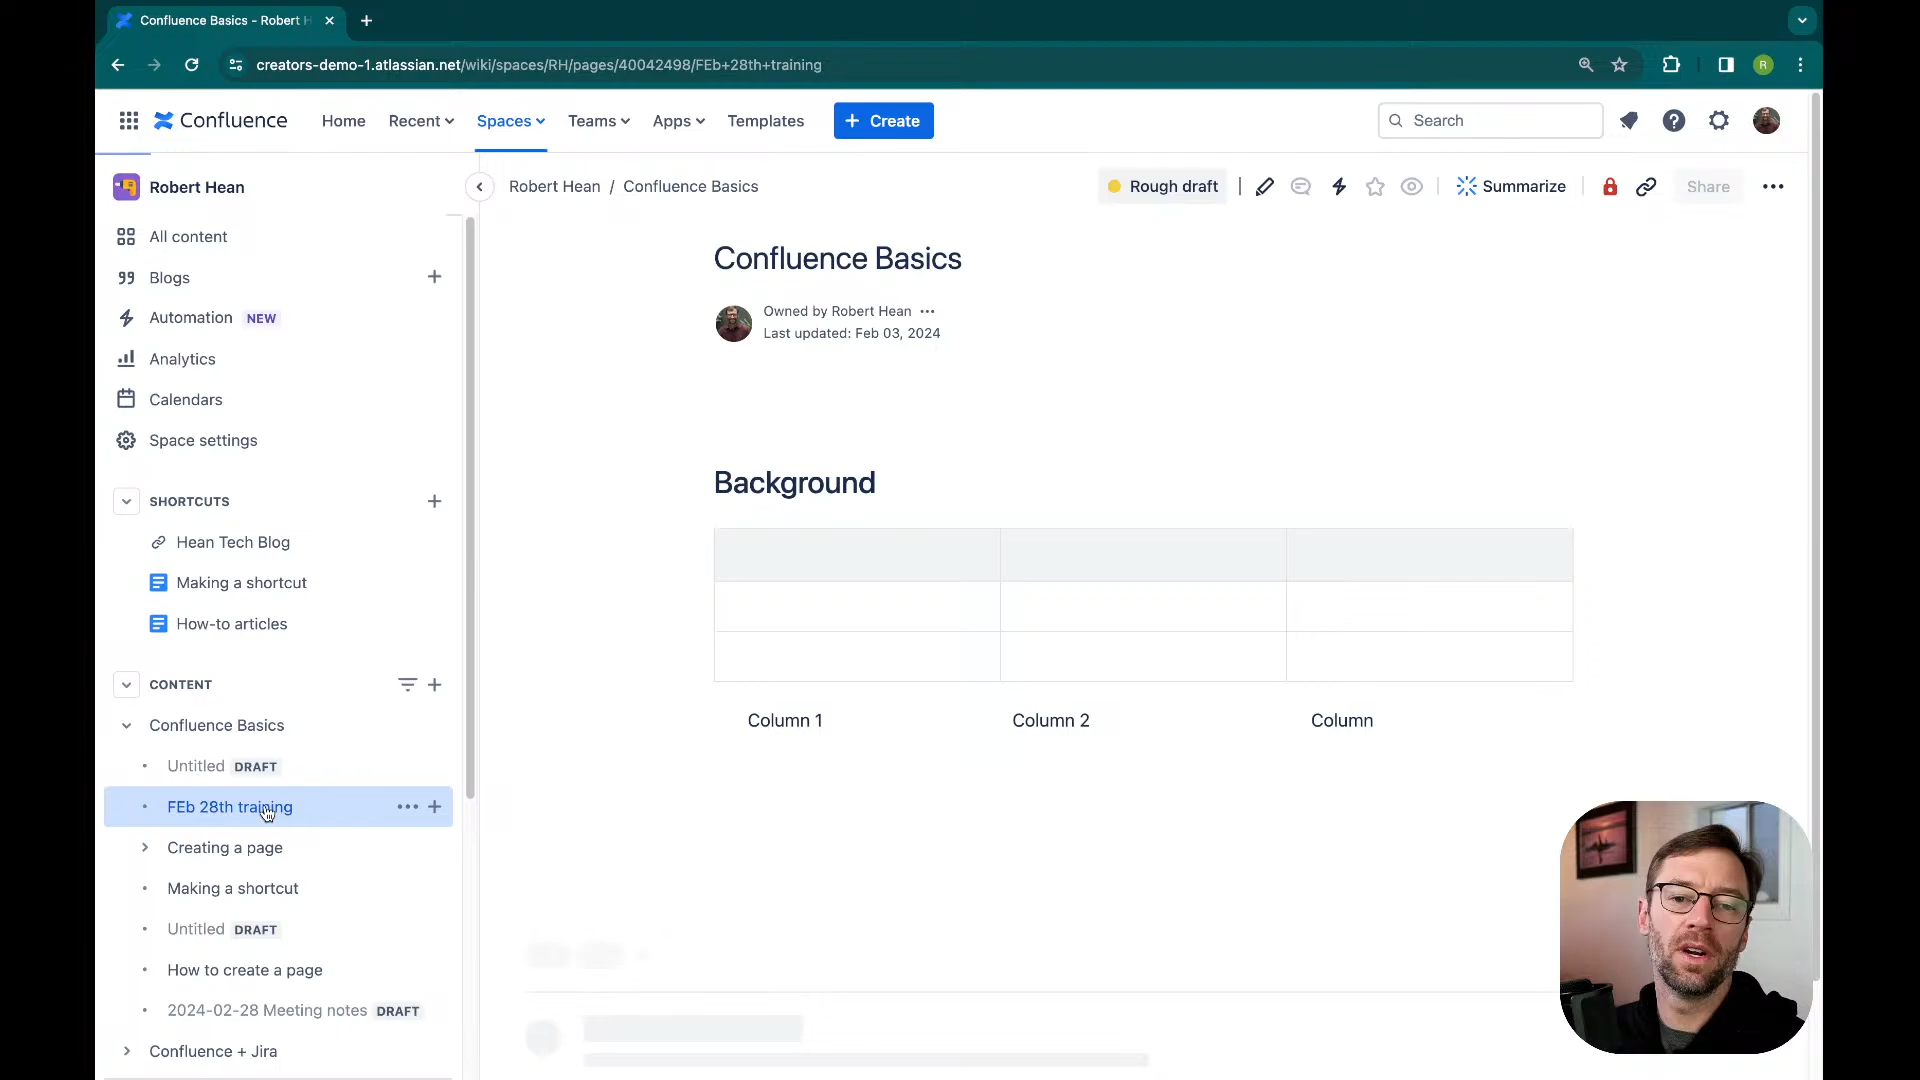 Confluence Basics - Robert H
creators-demo-1.atlassian.net/wiki/spaces/RH/pages/40042498/FEb+28th+training
R
Confluence
Home
Recent
Spaces
Teams
Apps
Templates
+ Create
Search
Robert Hean
All content
Blogs
Automation NEW
Analytics
Calendars
Space settings
SHORTCUTS
Hean Tech Blog
Making a shortcut
How-to articles
CONTENT
Confluence Basics
Untitled DRAFT
FEb 28th training
Creating a page
Making a shortcut
Untitled DRAFT
How to create a page
2024-02-28 Meeting notes DRAFT
Confluence + Jira
Robert Hean / Confluence Basics
Rough draft
Summarize
Share
Confluence Basics
Owned by Robert Hean
Last updated: Feb 03, 2024
Background
Column 1
Column 2
Column